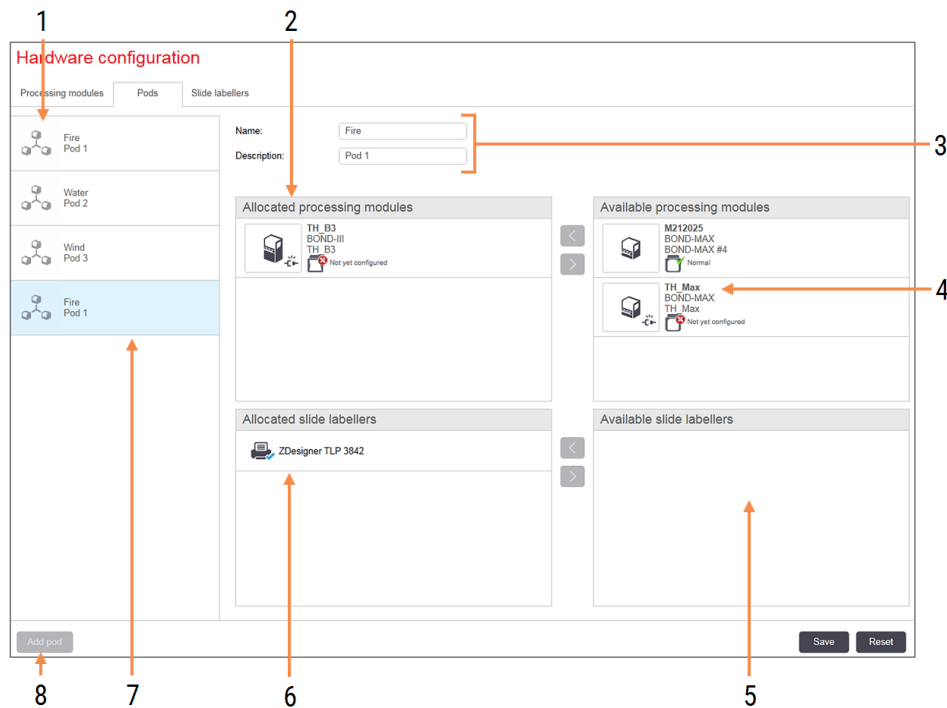 1
2
Hardware configuration
Processing modules
Pods
Slide labellers
Fire
Pod 1
Water
Pod 2
Wind
Pod 3
Fire
Pod 1
Name:
Fire
Description:
Pod 1
3
Allocated processing modules
TH_B3
BOND-III
TH_B3
Not yet configured
<
>
Available processing modules
M212025
BOND-MAX
BOND-MAX #4
Normal
TH_Max
BOND-MAX
TH_Max
Not yet configured
4
Allocated slide labellers
ZDesigner TLP 3842
<
>
Available slide labellers
Add pod
Save
Reset
8
7
6
5